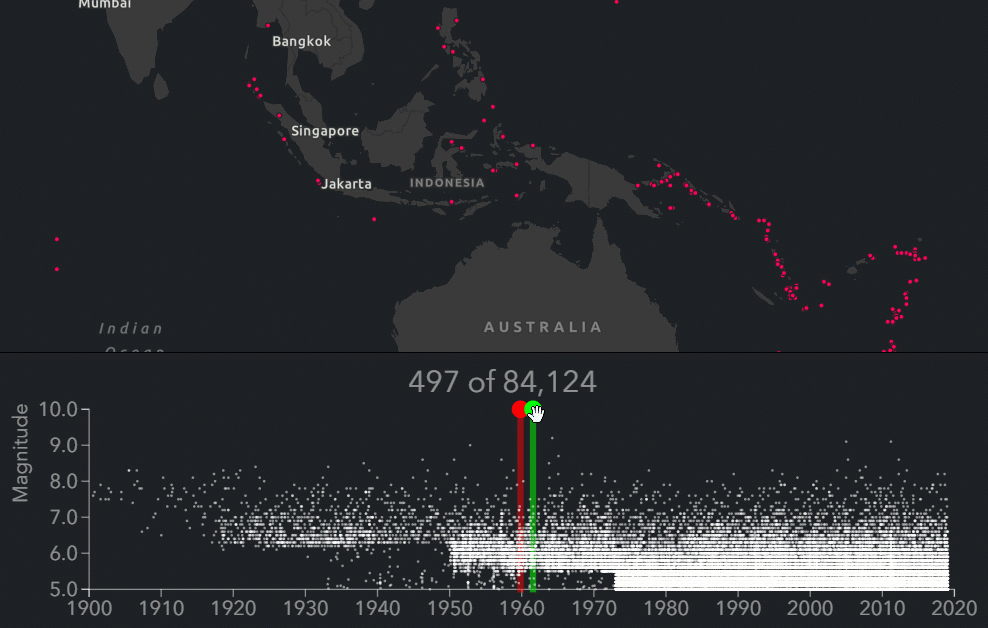 Mumbai
Bangkok
Singapore
INDONESIA
Jakarta
AUSTRALIA
Indian
Ocean
497 of 84,124
Magnitude
10.0
9.0
8.0
7.0
6.0
5.0
1900 1910 1920 1930 1940 1950 1960 1970 1980 1990 2000 2010 2020